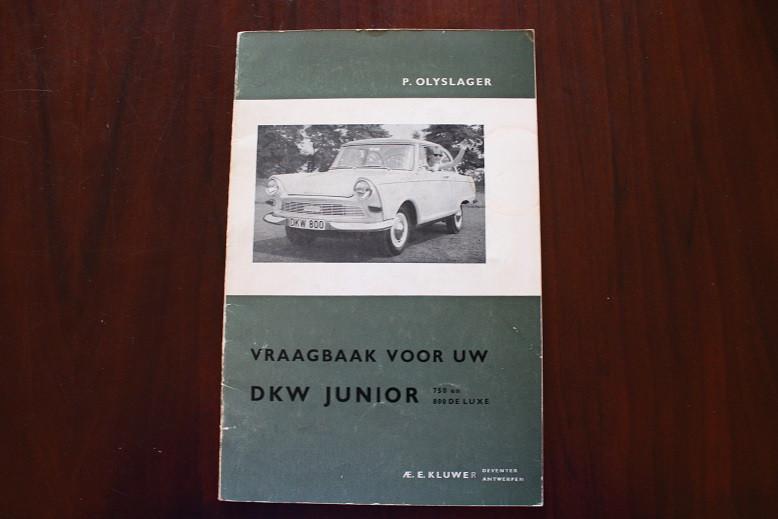 P. OLYSLAGER
DKW 800
VRAAGBAAK VOOR UW
DKW JUNIOR 750 en
800 DE LUXE
Æ. E. KLUWER DEVENTER
ANTWERPEN